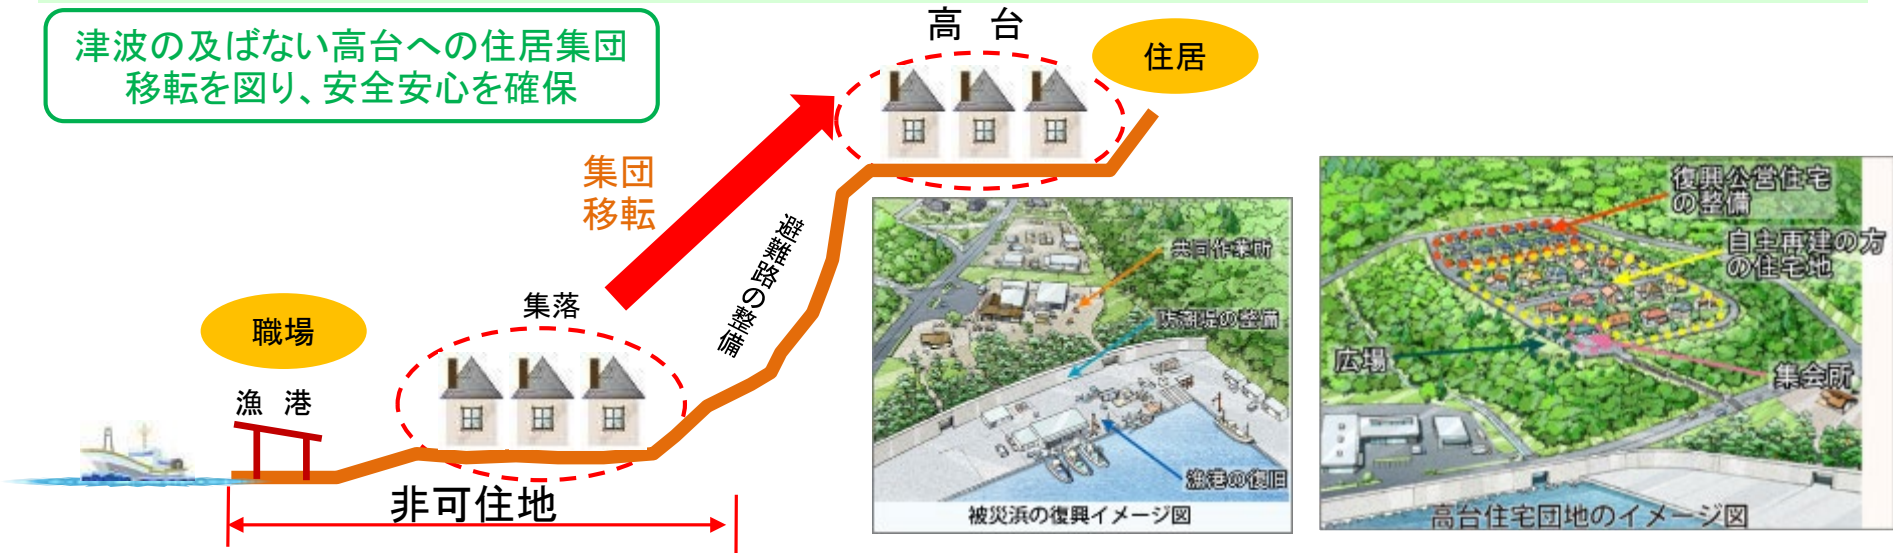 津波の及ばない高台への住居集団
移転を図り、安全安心を確保
高 台
住居
集団
移転
避難路の整備
集落
職場
漁 港
非可住地
共同作業所
防潮堤の整備
漁港の復旧
被災浜の復興イメージ図
復興公営住宅
の整備
自主再建の方
の住宅地
広場
集会所
高台住宅団地のイメージ図